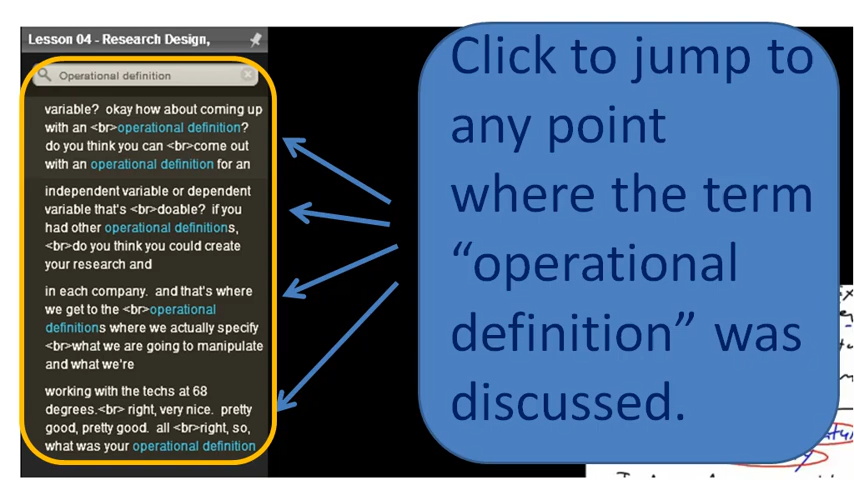 Lesson 04 - Research Design,
Operational definition
variable? okay how about coming up
with an <br>operational definition?
do you think you can <br>come out
with an operational definition for an
independent variable or dependent
variable that's <br>doable? if you
had other operational definitions,
<br>do you think you could create
your research and
in each company. and that's where
we get to the <br>operational
definitions where we actually specify
<br>what we are going to manipulate
and what we're
working with the techs at 68
degrees.<br> right, very nice. pretty
good, pretty good. all <br>right, so,
what was your operational definition
Click to jump to
any point
where the term
“operational
definition” was
discussed.